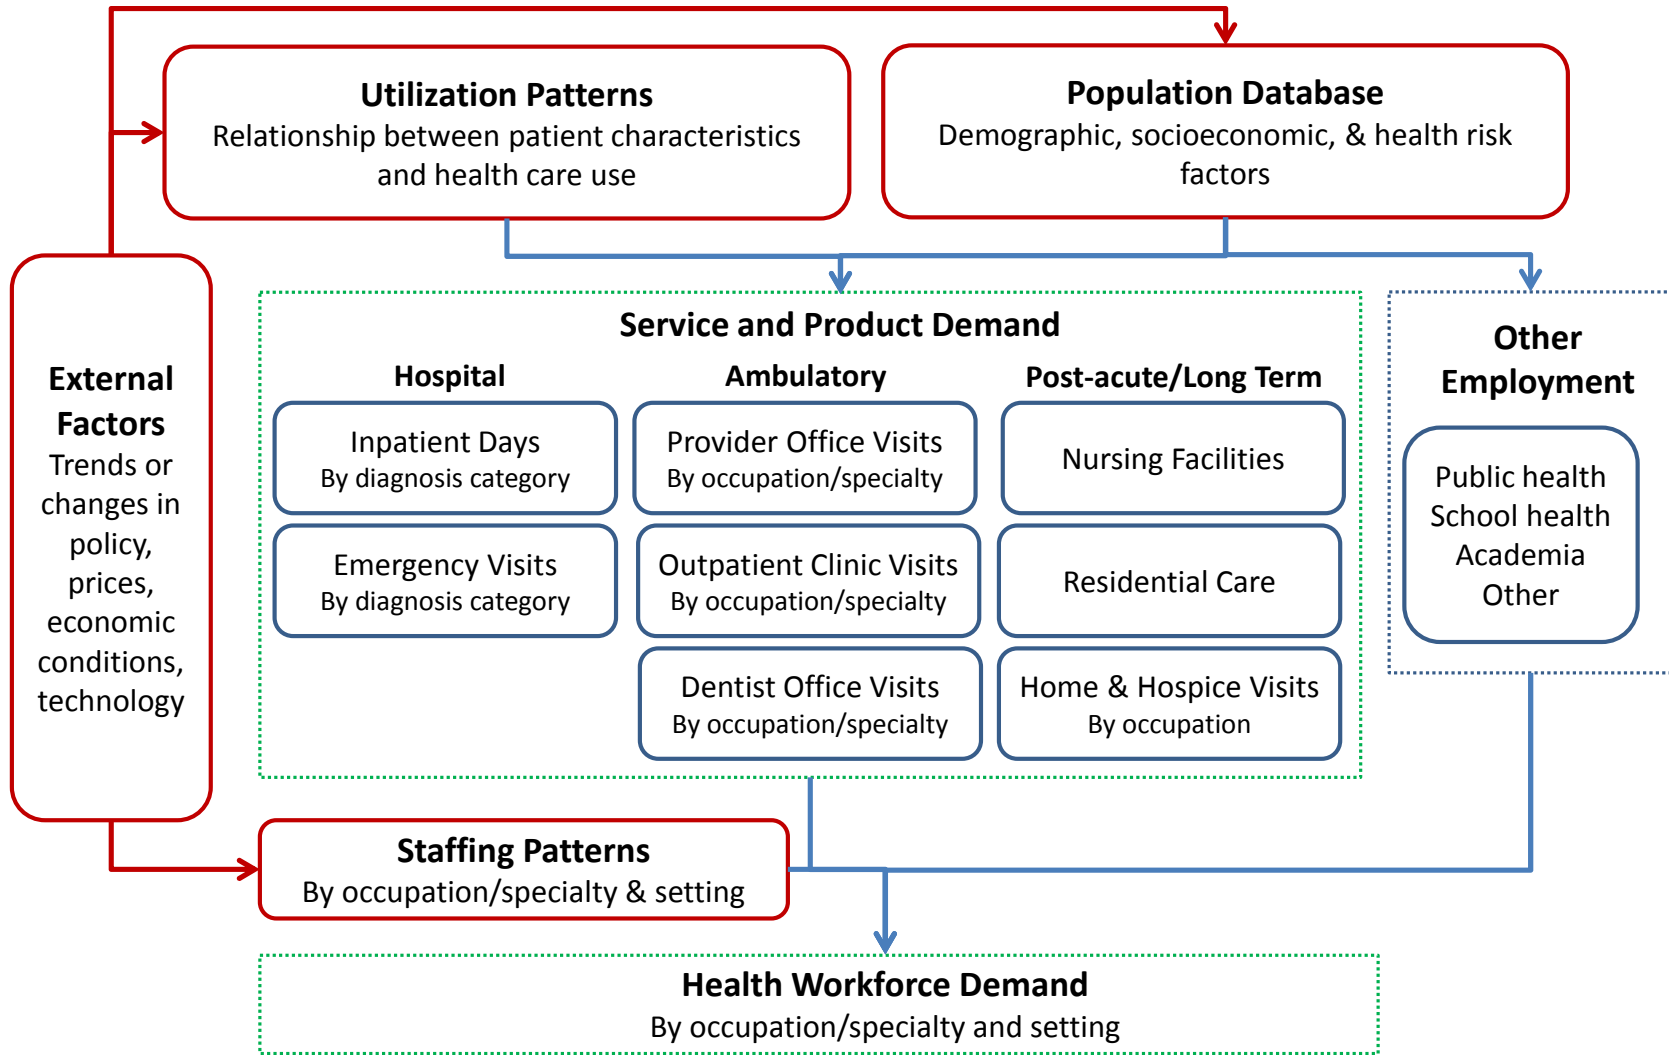 Utilization Patterns
Relationship between patient characteristics
and health care use
Population Database
Demographic, socioeconomic, & health risk
factors
External
Factors
Trends or
changes in
policy,
prices,
economic
conditions,
technology
Service and Product Demand
Hospital
Inpatient Days
By diagnosis category
Emergency Visits
By diagnosis category
Ambulatory
Provider Office Visits
By occupation/specialty
Outpatient Clinic Visits
By occupation/specialty
Dentist Office Visits
By occupation/specialty
Post-acute/Long Term
Nursing Facilities
Residential Care
Home & Hospice Visits
By occupation
Other
Employment
Public health
School health
Academia
Other
Staffing Patterns
By occupation/specialty & setting
Health Workforce Demand
By occupation/specialty and setting